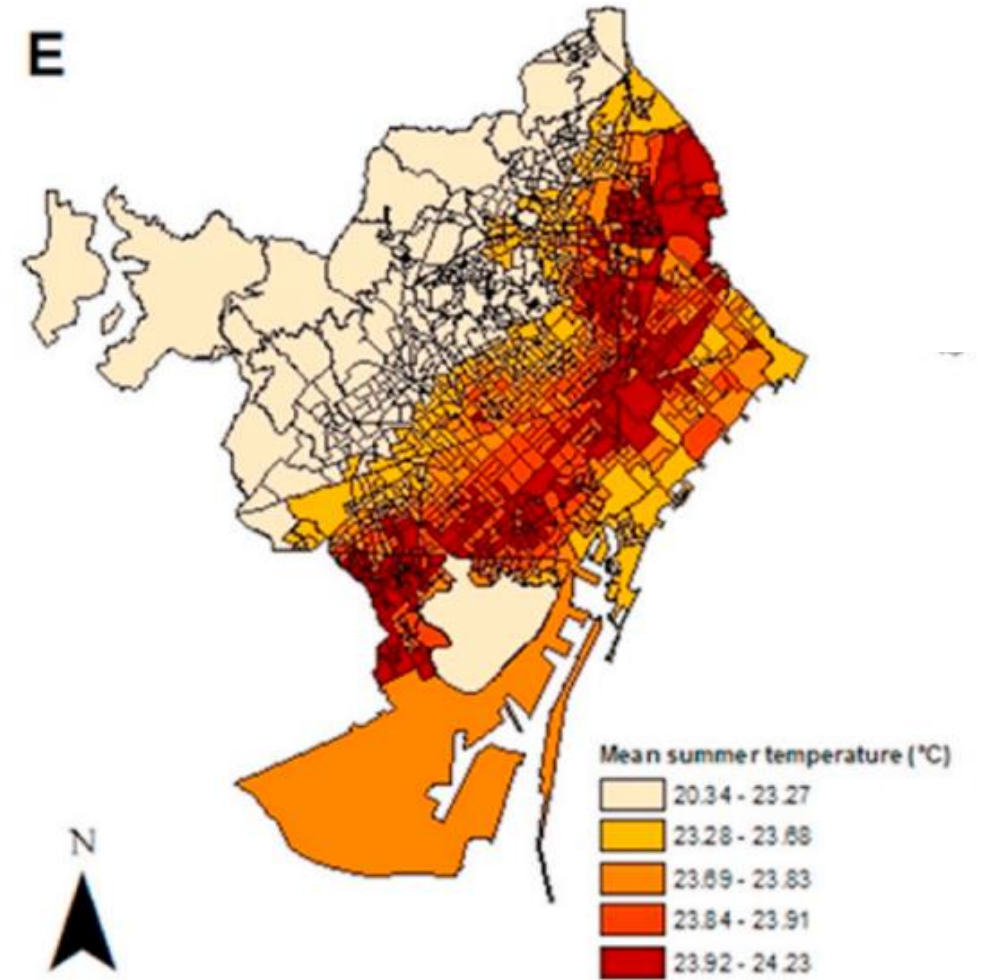 E
Mean summer temperature (°C)
20.34 - 23.27
23.28 - 23.68
23.69 - 23.83
23.84 - 23.91
23.92 - 24.23
N